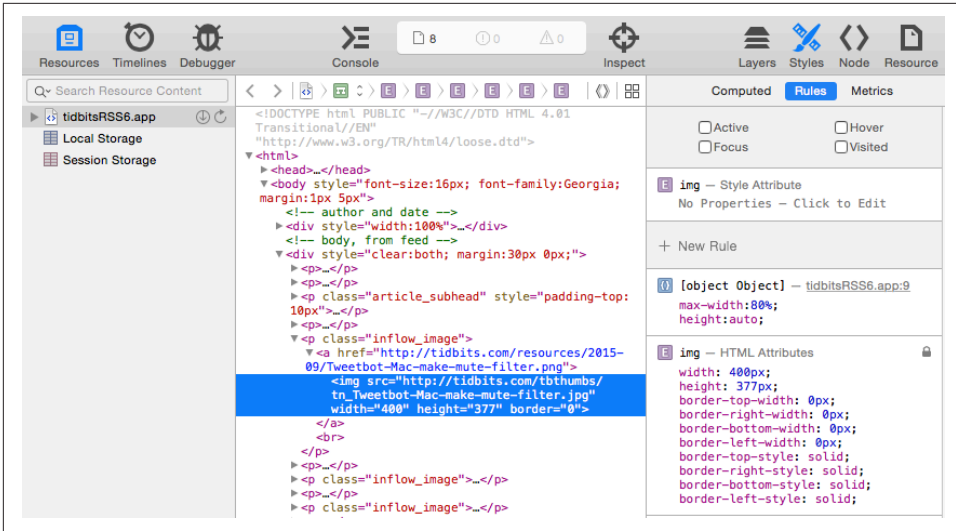 Resources Timelines Debugger Console 8 0 0 Inspect Layers Styles Node Resource
Search Resource Content
tidbitsRSS6.app
Local Storage
Session Storage
E E E E E E
<!DOCTYPE html PUBLIC "-//W3C//DTD HTML 4.01
Transitional//EN"
"http://www.w3.org/TR/html4/loose.dtd">
<html>
<head>…</head>
<body style="font-size:16px; font-family:Georgia;
margin:1px 5px">
<!-- author and date -->
<div style="width:100%">…</div>
<!-- body, from feed -->
<div style="clear:both; margin:30px 0px;">
<p>…</p>
<p>…</p>
<p class="article_subhead" style="padding-top:
10px">…</p>
<p>…</p>
<p class="inflow_image">
<a href="http://tidbits.com/resources/2015-
09/Tweetbot-Mac-make-mute-filter.png">
<img src="http://tidbits.com/tbthumbs/
tn_Tweetbot-Mac-make-mute-filter.jpg"
width="400" height="377" border="0">
</a>
<br>
</p>
<p>…</p>
<p class="inflow_image">…</p>
<p>…</p>
<p class="inflow_image">…</p>
Computed Rules Metrics
Active Hover
Focus Visited
E img — Style Attribute
No Properties — Click to Edit
+ New Rule
{} [object Object] — tidbitsRSS6.app:9
max-width:80%;
height:auto;
E img — HTML Attributes
width: 400px;
height: 377px;
border-top-width: 0px;
border-right-width: 0px;
border-bottom-width: 0px;
border-left-width: 0px;
border-top-style: solid;
border-right-style: solid;
border-bottom-style: solid;
border-left-style: solid;